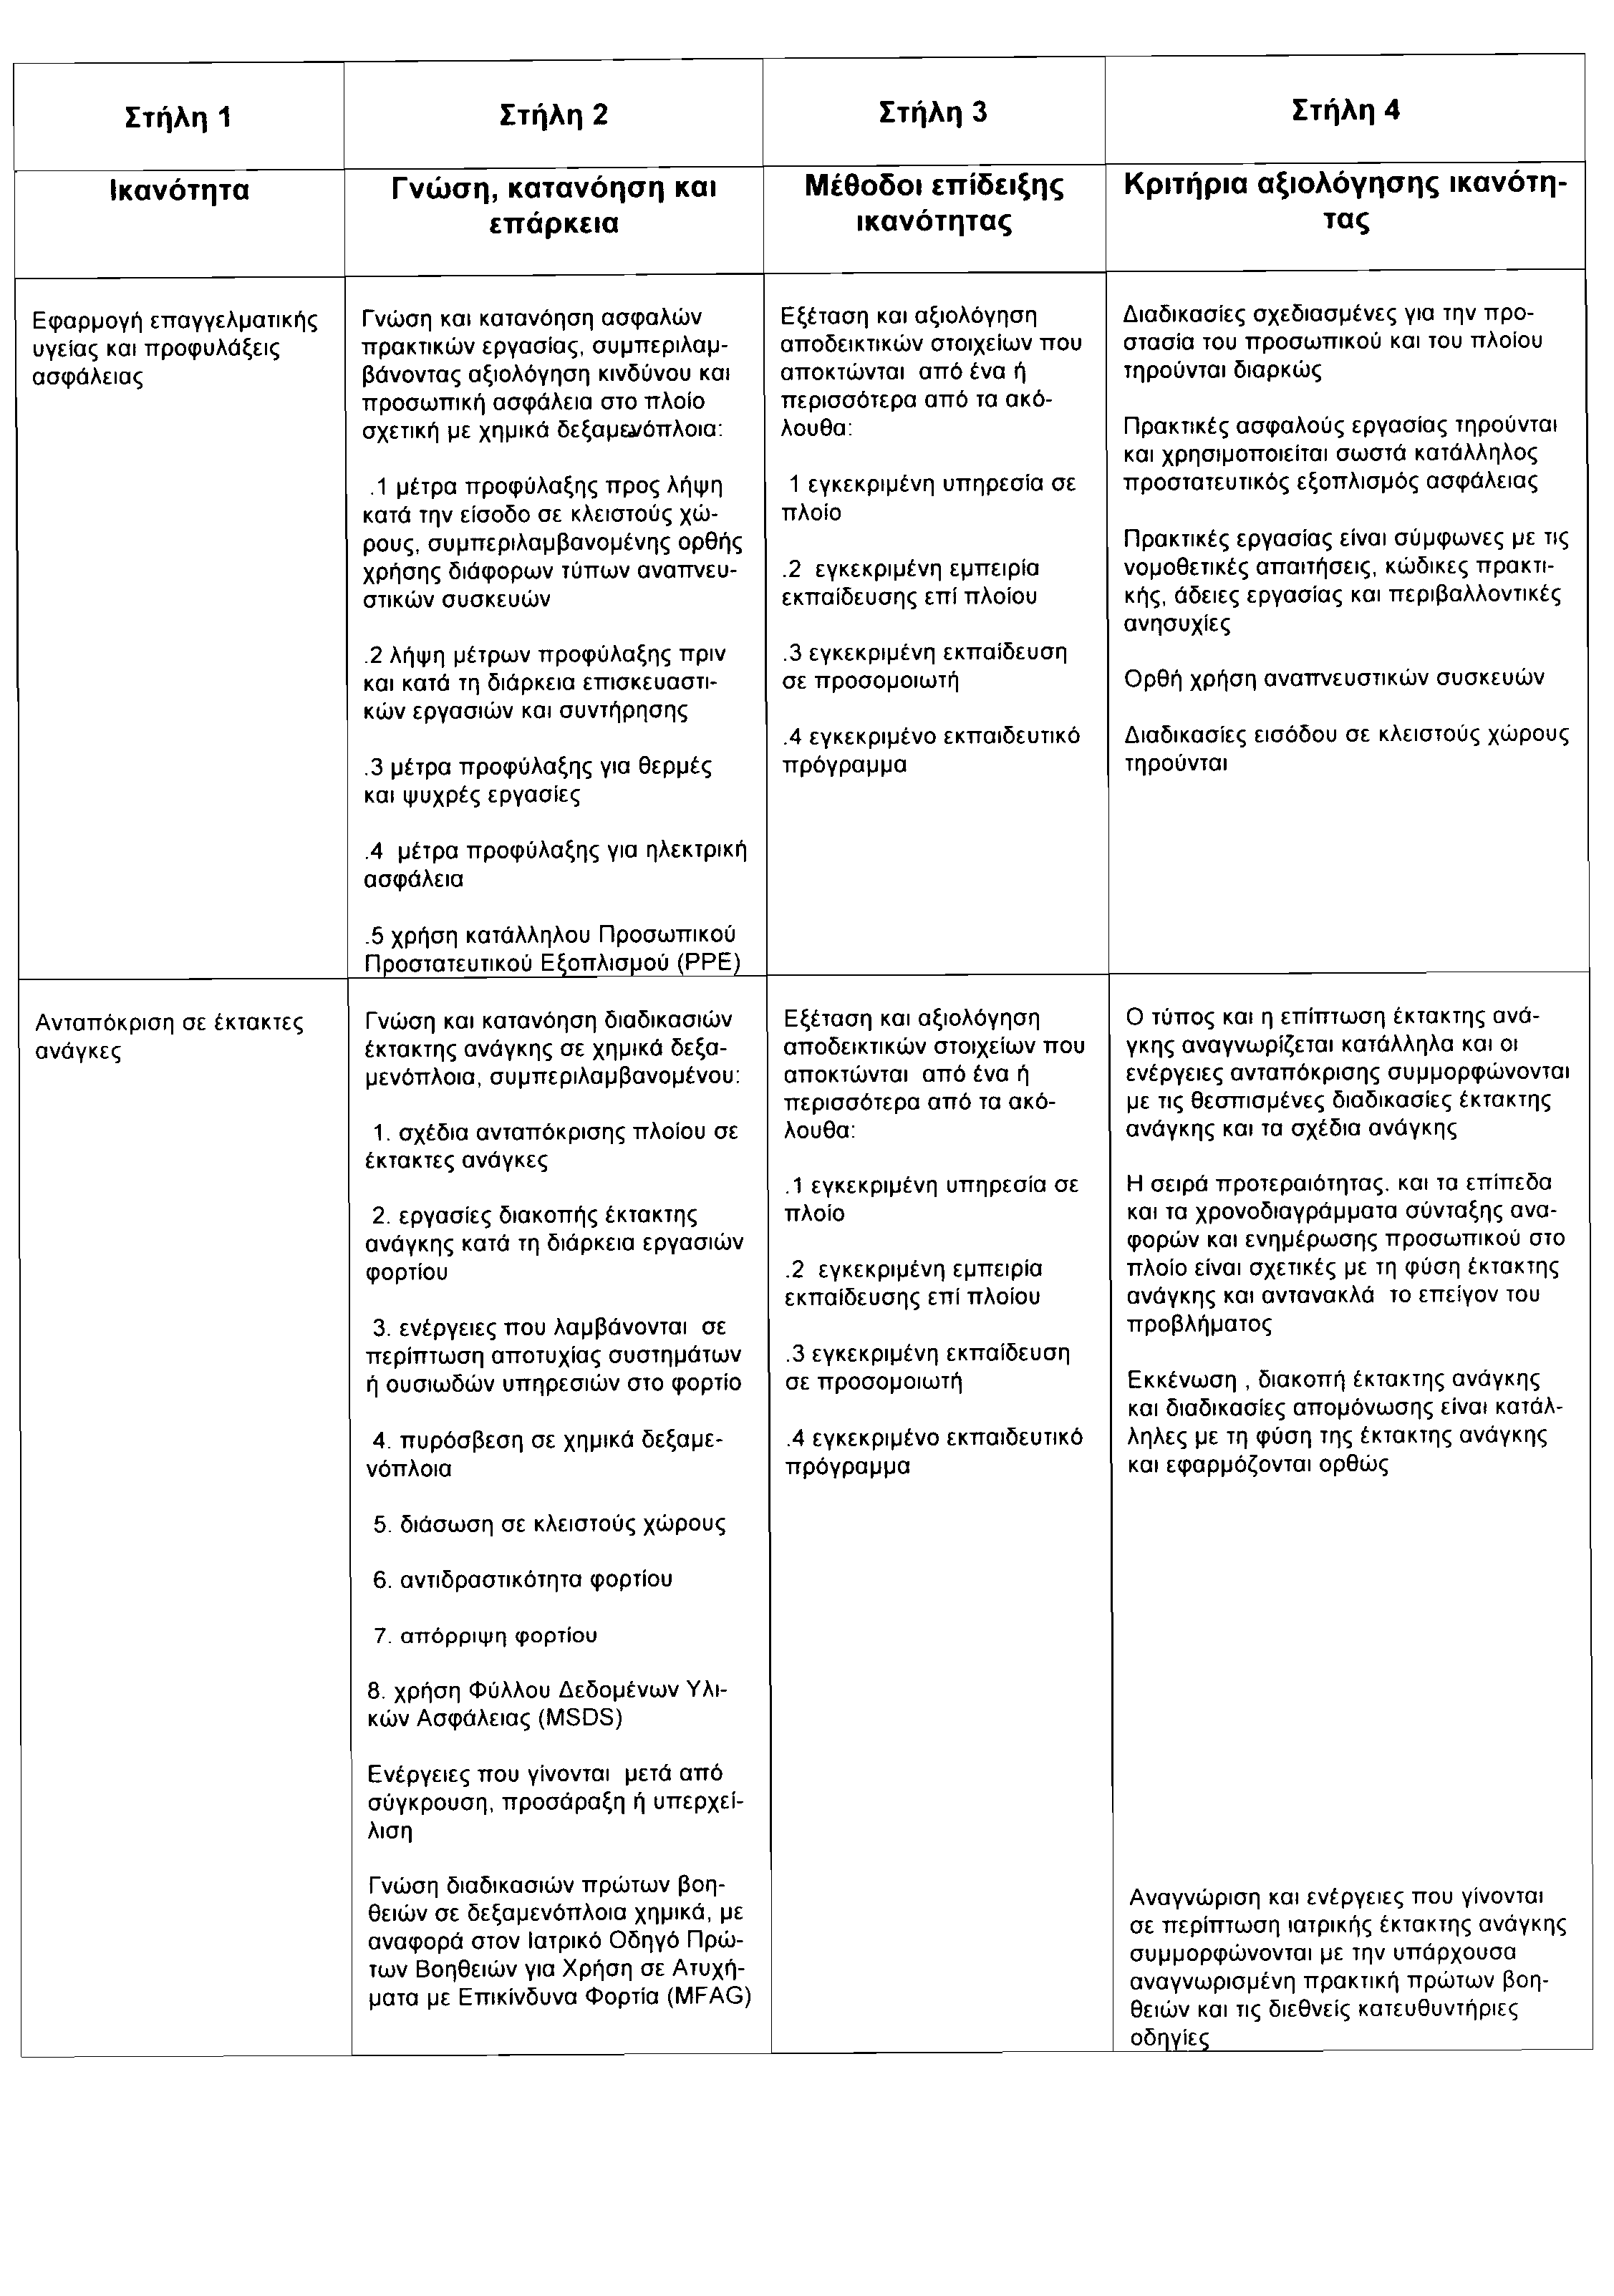 Στήλη 1
Στήλη 2
Στήλη 3
Στήλη 4
Ικανότητα
Γνώση, κατανόηση και
επάρκεια
Μέθοδοι επίδειξης
ικανότητας
Κριτήρια αξιολόγησης ικανότη-
τας
Εφαρμογή επαγγελματικής
υγείας και προφυλάξεις
ασφάλειας
Γνώση και κατανόηση ασφαλών
πρακτικών εργασίας, συμπεριλαμ-
βάνοντας αξιολόγηση κινδύνου και
προσωπική ασφάλεια στο πλοίο
σχετική με χημικά δεξαμενόπλοια:
.1 μέτρα προφύλαξης προς λήψη
κατά την είσοδο σε κλειστούς χώ-
ρους, συμπεριλαμβανομένης ορθής
χρήσης διάφορων τύπων αναπνευ-
στικών συσκευών
.2 λήψη μέτρων προφύλαξης πριν
και κατά τη διάρκεια επισκευαστι-
κών εργασιών και συντήρησης
.3 μέτρα προφύλαξης για θερμές
και ψυχρές εργασίες
.4 μέτρα προφύλαξης για ηλεκτρική
ασφάλεια
.5 χρήση κατάλληλου Προσωπικού
Προστατευτικού Εξοπλισμού (PPE)
Εξέταση και αξιολόγηση
αποδεικτικών στοιχείων που
αποκτώνται από ένα ή
περισσότερα από τα ακό-
λουθα:
1 εγκεκριμένη υπηρεσία σε
πλοίο
.2 εγκεκριμένη εμπειρία
εκπαίδευσης επί πλοίου
.3 εγκεκριμένη εκπαίδευση
σε προσομοιωτή
.4 εγκεκριμένο εκπαιδευτικό
πρόγραμμα
Διαδικασίες σχεδιασμένες για την προ-
στασία του προσωπικού και του πλοίου
τηρούνται διαρκώς
Πρακτικές ασφαλούς εργασίας τηρούνται
και χρησιμοποιείται σωστά κατάλληλος
προστατευτικός εξοπλισμός ασφάλειας
Πρακτικές εργασίας είναι σύμφωνες με τις
νομοθετικές απαιτήσεις, κώδικες πρακτι-
κής, άδειες εργασίας και περιβαλλοντικές
ανησυχίες
Ορθή χρήση αναπνευστικών συσκευών
Διαδικασίες εισόδου σε κλειστούς χώρους
τηρούνται
Ανταπόκριση σε έκτακτες
ανάγκες
Γνώση και κατανόηση διαδικασιών
έκτακτης ανάγκης σε χημικά δεξα-
μενόπλοια, συμπεριλαμβανομένου:
1. σχέδια ανταπόκρισης πλοίου σε
έκτακτες ανάγκες
2. εργασίες διακοπής έκτακτης
ανάγκης κατά τη διάρκεια εργασιών
φορτίου
3. ενέργειες που λαμβάνονται σε
περίπτωση αποτυχίας συστημάτων
ή ουσιωδών υπηρεσιών στο φορτίο
4. πυρόσβεση σε χημικά δεξαμε-
νόπλοια
5. διάσωση σε κλειστούς χώρους
6. αντιδραστικότητα φορτίου
7. απόρριψη φορτίου
8. χρήση Φύλλου Δεδομένων Υλι-
κών Ασφάλειας (MSDS)
Ενέργειες που γίνονται μετά από
σύγκρουση, προσάραξη ή υπερχεί-
λιση
Γνώση διαδικασιών πρώτων βοη-
θειών σε δεξαμενόπλοια χημικά, με
αναφορά στον Ιατρικό Οδηγό Πρώ-
των Βοηθειών για Χρήση σε Ατυχή-
ματα με Επικίνδυνα Φορτία (MFAG)
Εξέταση και αξιολόγηση
αποδεικτικών στοιχείων που
αποκτώνται από ένα ή
περισσότερα από τα ακό-
λουθα:
.1 εγκεκριμένη υπηρεσία σε
πλοίο
.2 εγκεκριμένη εμπειρία
εκπαίδευσης επί πλοίου
.3 εγκεκριμένη εκπαίδευση
σε προσομοιωτή
.4 εγκεκριμένο εκπαιδευτικό
πρόγραμμα
Ο τύπος και η επίπτωση έκτακτης ανά-
γκης αναγνωρίζεται κατάλληλα και οι
ενέργειες ανταπόκρισης συμμορφώνονται
με τις θεσπισμένες διαδικασίες έκτακτης
ανάγκης και τα σχέδια ανάγκης
Η σειρά προτεραιότητας. και τα επίπεδα
και τα χρονοδιαγράμματα σύνταξης ανα-
φορών και ενημέρωσης προσωπικού στο
πλοίο είναι σχετικές με τη φύση έκτακτης
ανάγκης και αντανακλά το επείγον του
προβλήματος
Εκκένωση , διακοπή έκτακτης ανάγκης
και διαδικασίες απομόνωσης είναι κατάλ-
ληλες με τη φύση της έκτακτης ανάγκης
και εφαρμόζονται ορθώς
Αναγνώριση και ενέργειες που γίνονται
σε περίπτωση ιατρικής έκτακτης ανάγκης
συμμορφώνονται με την υπάρχουσα
αναγνωρισμένη πρακτική πρώτων βοη-
θειών και τις διεθνείς κατευθυντήριες
οδηγίες